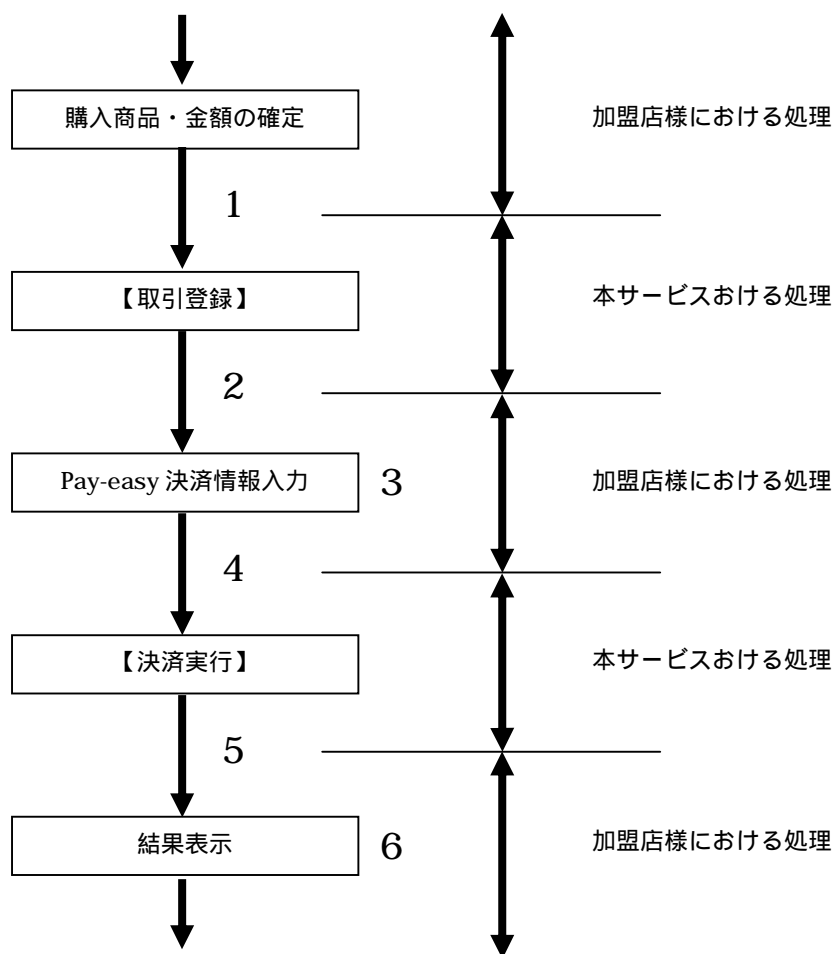 購入商品・金額の確定
加盟店様における処理
1
【取引登録】
本サービスおける処理
2
Pay-easy 決済情報入力
3
加盟店様における処理
4
【決済実行】
本サービスおける処理
5
結果表示
6
加盟店様における処理